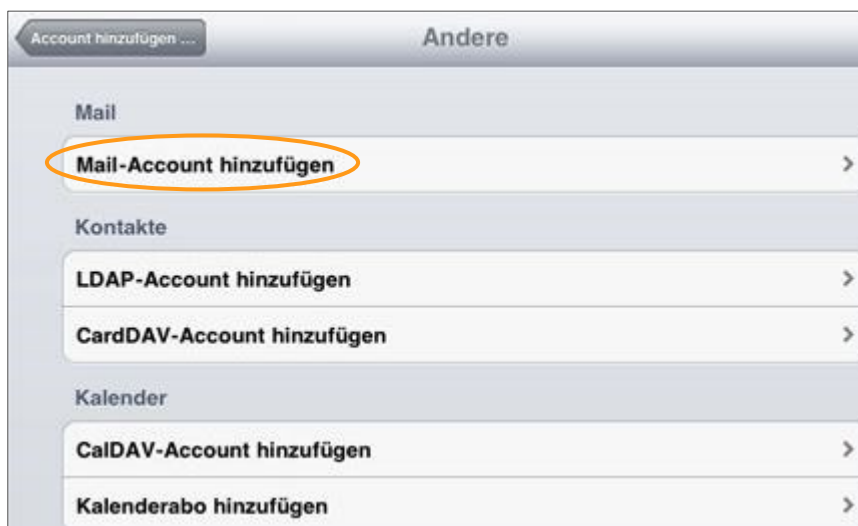 Account hinzufügen ...
Andere
Mail
Mail-Account hinzufügen
Kontakte
LDAP-Account hinzufügen
CardDAV-Account hinzufügen
Kalender
CalDAV-Account hinzufügen
Kalenderabo hinzufügen